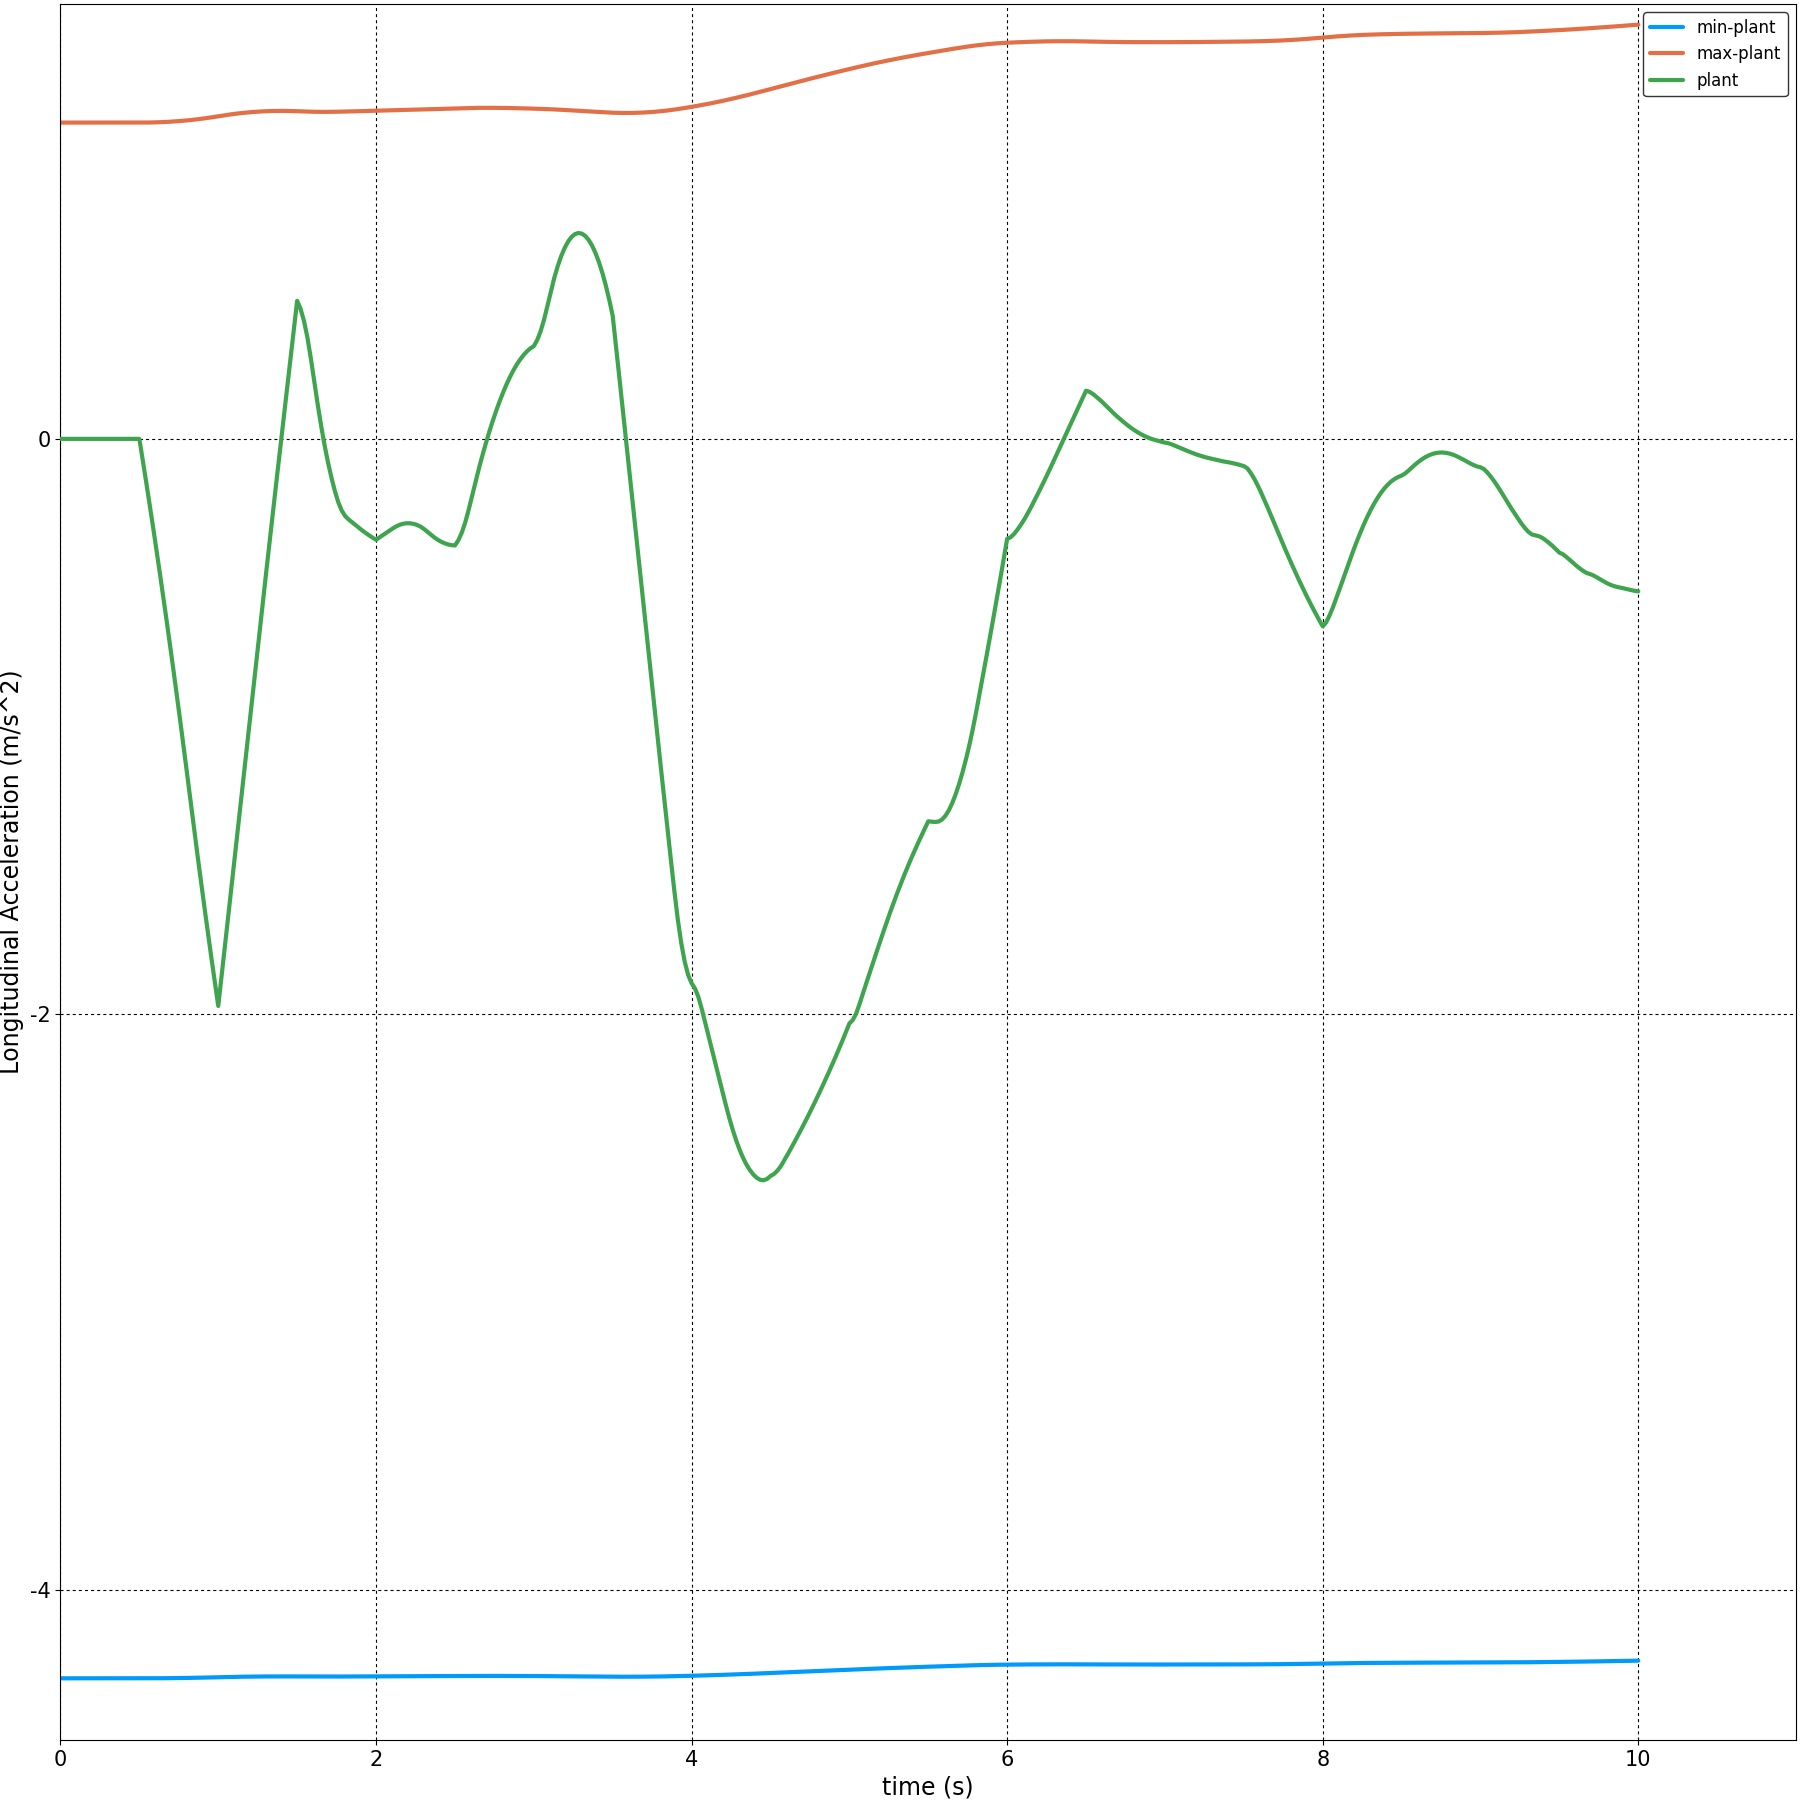 min-plant
max-plant
plant
Longitudinal Acceleration (m/s^2)
0
-2
-4
0 2 4 6 8 10
time (s)